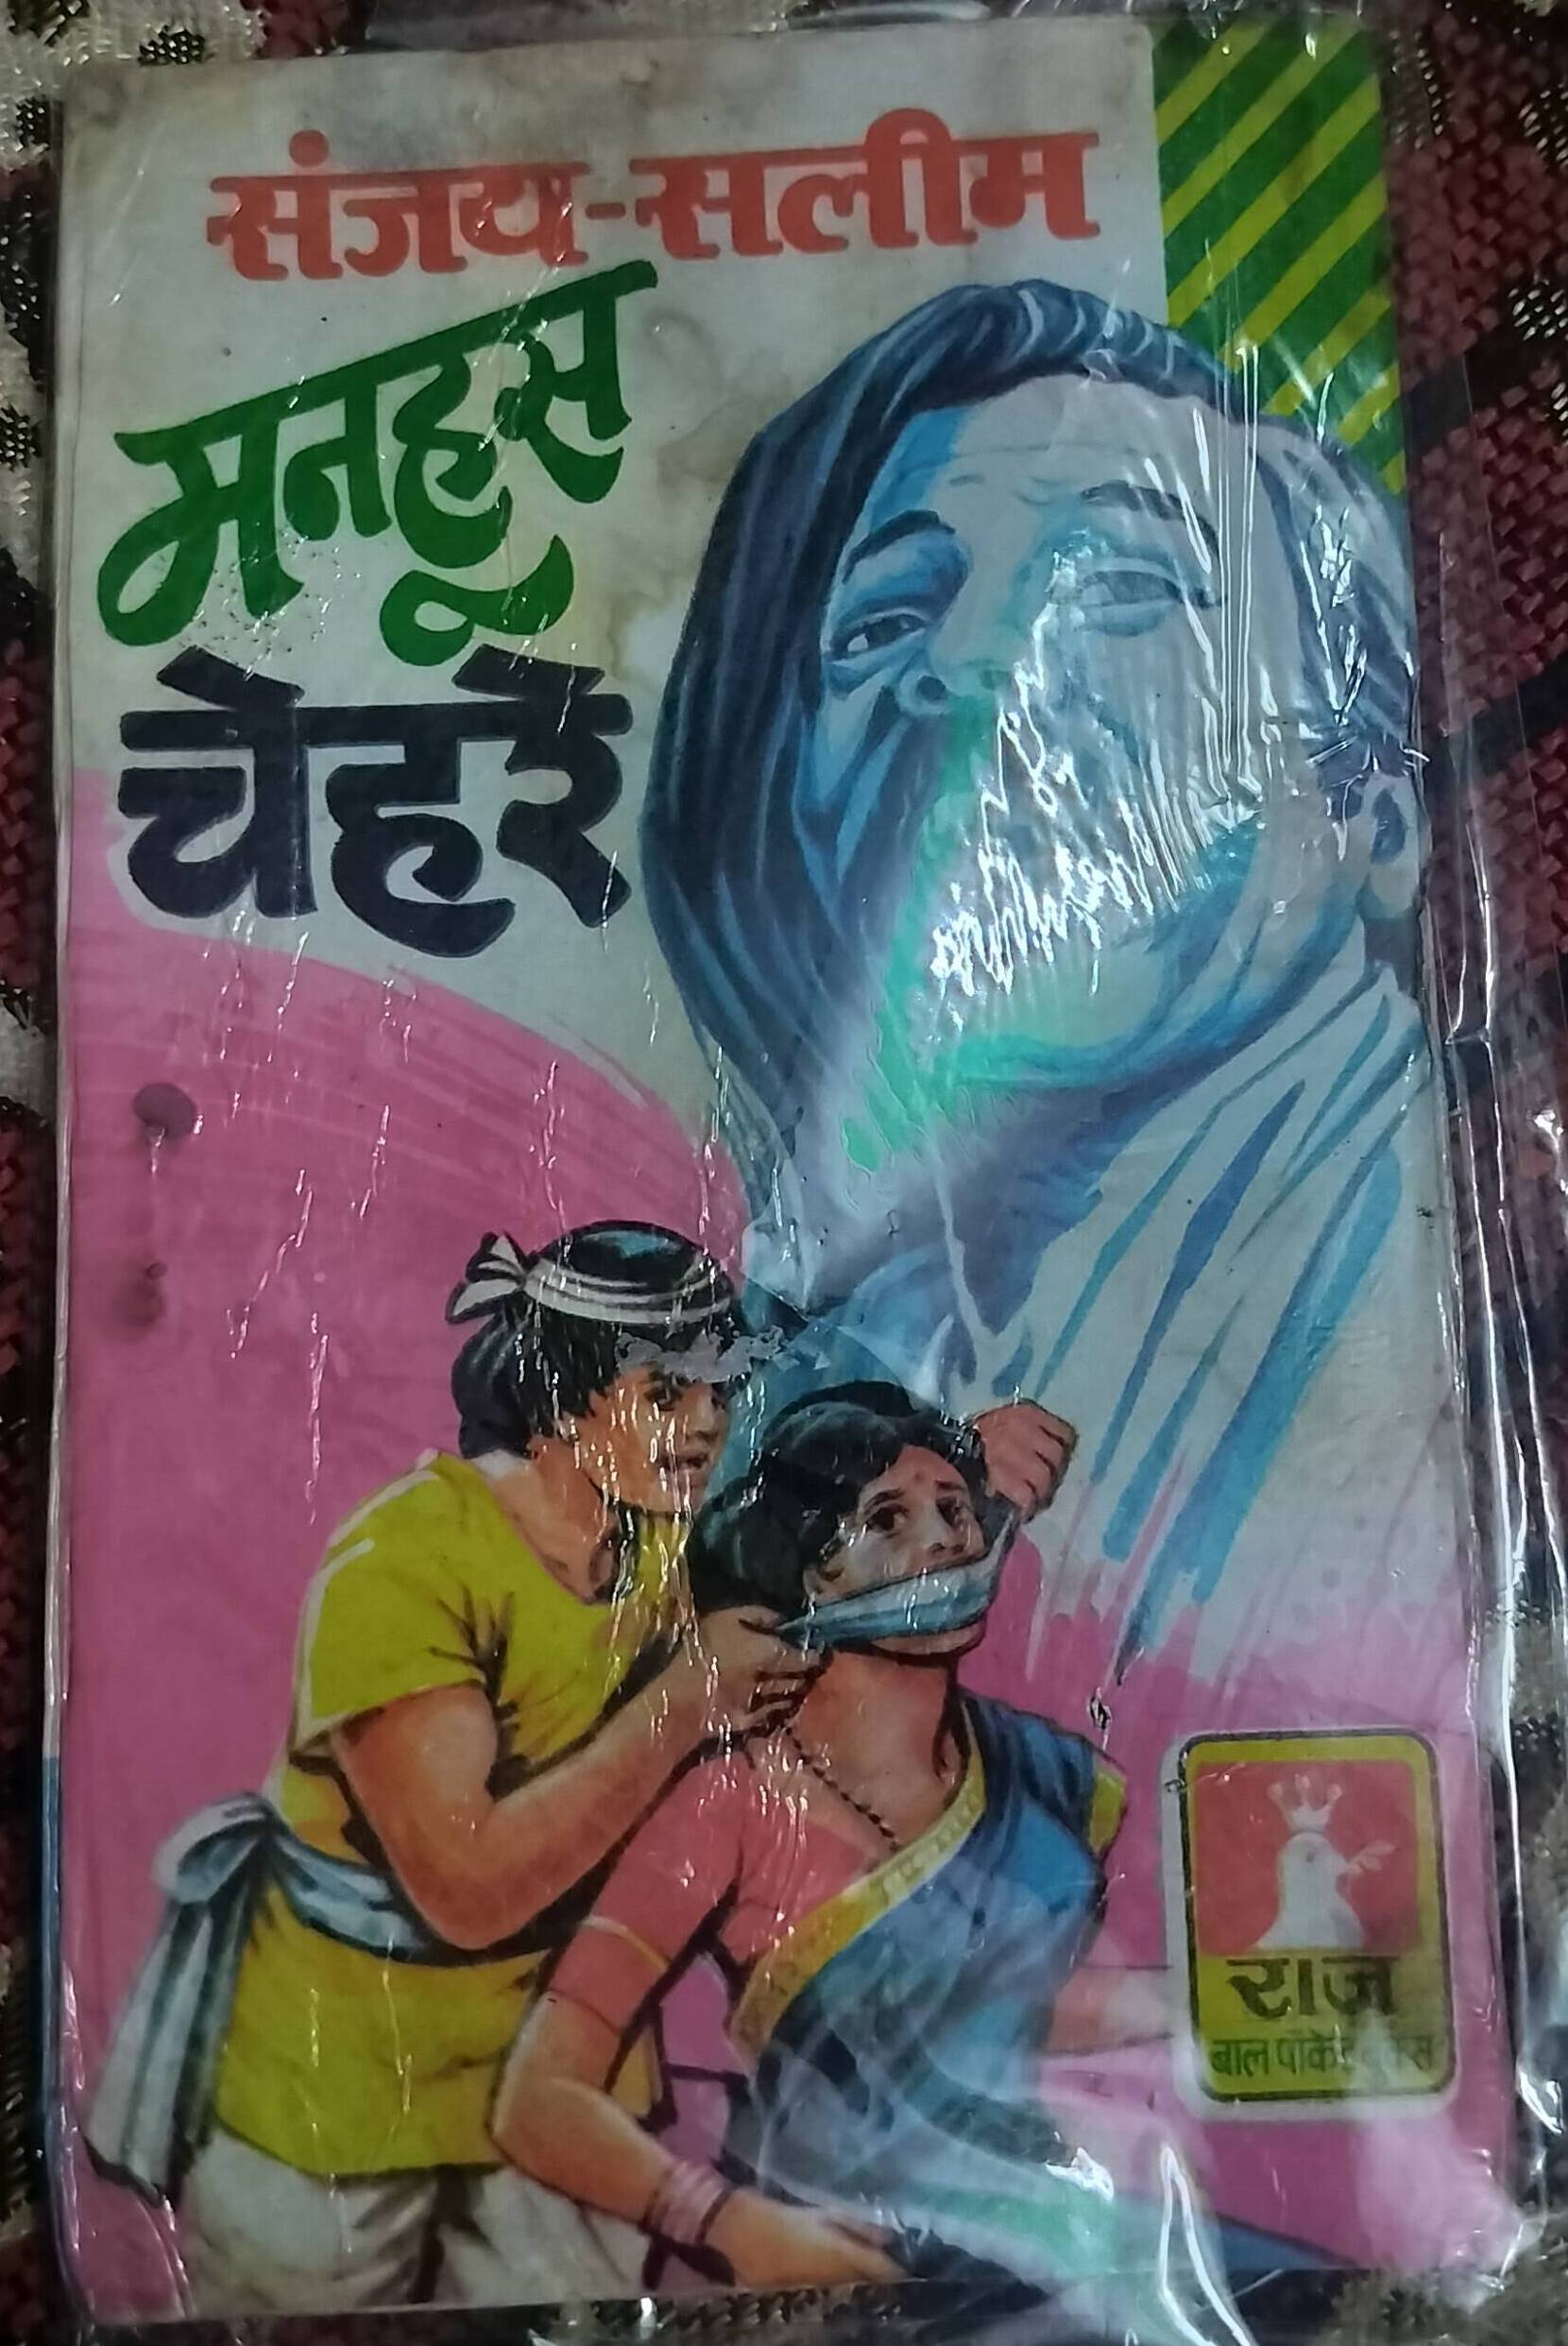 संजय-सलीम
मनहूस
चेहरे
राज
बाल पॉकेट बुक्स